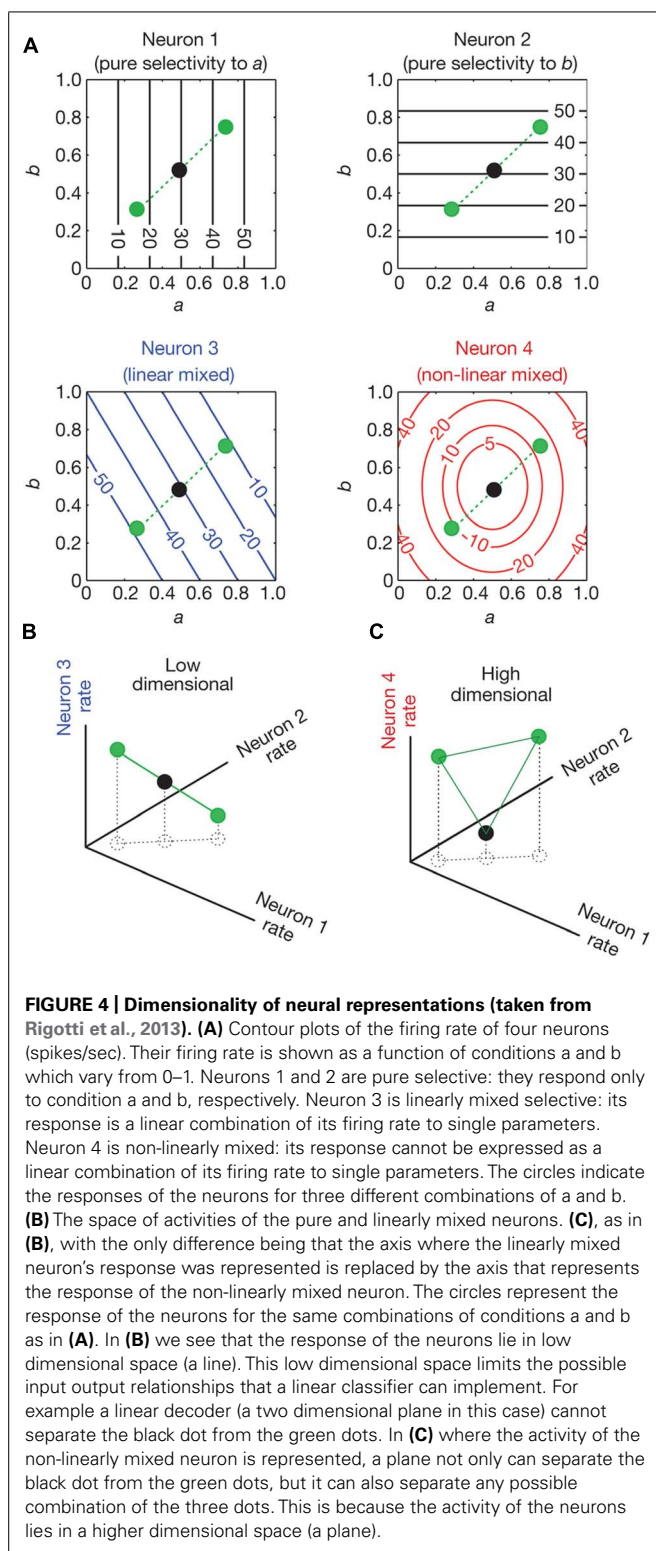 A
Neuron 1
(pure selectivity to a)
Neuron 2
(pure selectivity to b)
1.0
0.8
0.6
0.4
0.2
0
b
10
20
30
40
50
0 0.2 0.4 0.6 0.8 1.0
a
1.0
0.8
0.6
0.4
0.2
0
b
50
40
30
20
10
0 0.2 0.4 0.6 0.8 1.0
a
Neuron 3
(linear mixed)
Neuron 4
(non-linear mixed)
1.0
0.8
0.6
0.4
0.2
0
b
50
40
30
20
10
0 0.2 0.4 0.6 0.8 1.0
a
1.0
0.8
0.6
0.4
0.2
0
b
40
20
10
5
40
40
-10
20
40
0 0.2 0.4 0.6 0.8 1.0
a
B
Low
dimensional
Neuron 3
rate
Neuron 2
rate
Neuron 1
rate
C
High
dimensional
Neuron 4
rate
Neuron 2
rate
Neuron 1
rate
FIGURE 4 | Dimensionality of neural representations (taken from
Rigotti et al., 2013). (A) Contour plots of the firing rate of four neurons
(spikes/sec). Their firing rate is shown as a function of conditions a and b
which vary from 0–1. Neurons 1 and 2 are pure selective: they respond only
to condition a and b, respectively. Neuron 3 is linearly mixed selective: its
response is a linear combination of its firing rate to single parameters.
Neuron 4 is non-linearly mixed: its response cannot be expressed as a
linear combination of its firing rate to single parameters. The circles indicate
the responses of the neurons for three different combinations of a and b.
(B) The space of activities of the pure and linearly mixed neurons. (C), as in
(B), with the only difference being that the axis where the linearly mixed
neuron's response was represented is replaced by the axis that represents
the response of the non-linearly mixed neuron. The circles represent the
response of the neurons for the same combinations of conditions a and b
as in (A). In (B) we see that the response of the neurons lie in low
dimensional space (a line). This low dimensional space limits the possible
input output relationships that a linear classifier can implement. For
example a linear decoder (a two dimensional plane in this case) cannot
separate the black dot from the green dots. In (C) where the activity of the
non-linearly mixed neuron is represented, a plane not only can separate the
black dot from the green dots, but it can also separate any possible
combination of the three dots. This is because the activity of the neurons
lies in a higher dimensional space (a plane).